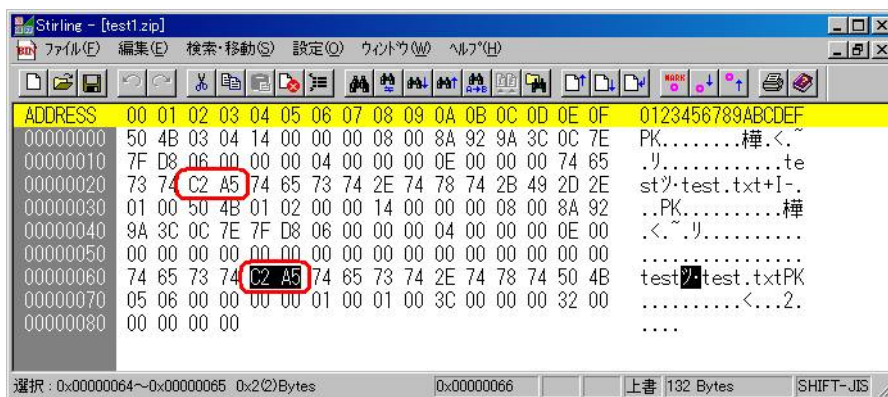 Stirling - [test1.zip]
ファイル(F) 編集(E) 検索・移動(S) 設定(O) ウィンドウ(W) ヘルプ(H)
ADDRESS 00 01 02 03 04 05 06 07 08 09 0A 0B 0C 0D 0E 0F 0123456789ABCDEF
00000000 50 4B 03 04 14 00 00 00 08 00 8A 92 9A 3C 0C 7E PK........樺.<.~
00000010 7F D8 06 00 00 00 04 00 00 00 0E 00 00 00 74 65 .リ............te
00000020 73 74 C2 A5 74 65 73 74 2E 74 78 74 2B 49 2D 2E stツ・test.txt+I-.
00000030 01 00 50 4B 01 02 00 00 14 00 00 00 08 00 8A 92 ..PK..........樺
00000040 9A 3C 0C 7E 7F D8 06 00 00 00 04 00 00 00 0E 00 .<.~.リ..........
00000050 00 00 00 00 00 00 00 00 00 00 00 00 00 00 00 00 ................
00000060 74 65 73 74 C2 A5 74 65 73 74 2E 74 78 74 50 4B testツ・test.txtPK
00000070 05 06 00 00 00 00 01 00 01 00 3C 00 00 00 32 00 ..........<...2.
00000080 00 00 00 00 ....
選択 : 0x00000064～0x00000065 0x2(2)Bytes 0x00000066 上書 132 Bytes SHIFT-JIS